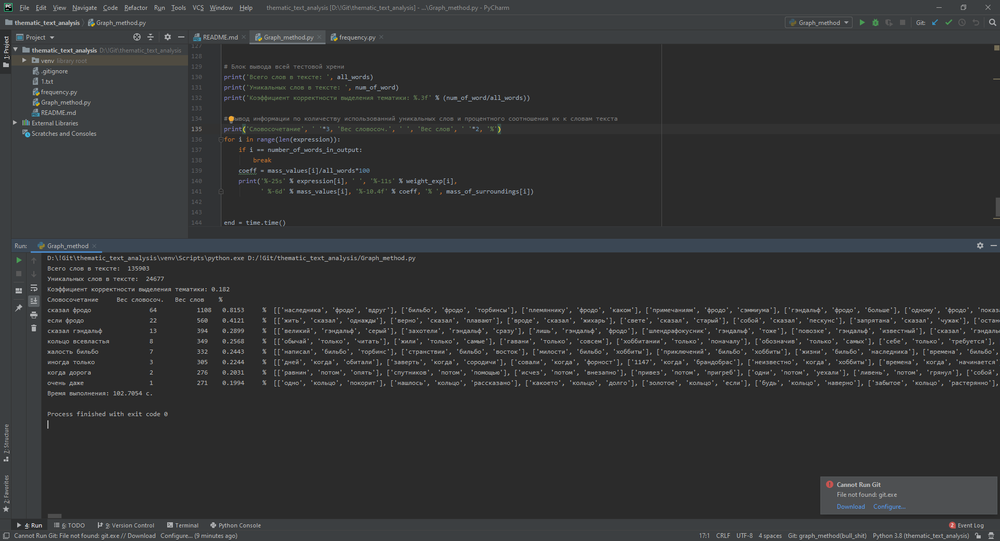 File Edit View Navigate Code Refactor Run Tools VCS Window Help thematic_text_analysis [D:\!Git\thematic_text_analysis] - ...\Graph_method.py - PyCharm
thematic_text_analysis Graph_method.py Graph_method Git:
Project README.md Graph_method.py frequency.py
1: Project
thematic_text_analysis D:\!Git\thematic_text_analysis
venv library root
.gitignore
1.txt
frequency.py
Graph_method.py
README.md
External Libraries
Scratches and Consoles
127
128
129 # Блок вывода всей тестовой хрени
130 print('Всего слов в тексте: ', all_words)
131 print('Уникальных слов в тексте: ', num_of_word)
132 print('Коэффициент корректности выделения тематики: %.3f' % (num_of_word/all_words))
133
134 # ывод информации по количеству использованний уникальных слов и процентного соотношения их к словам текста
135 print('Словосочетание', ' '*3, 'Вес словосоч.', ' ', 'Вес слов', ' '*2, '%')
136 for i in range(len(expression)):
137 if i == number_of_words_in_output:
138 break
139 coeff = mass_values[i]/all_words*100
140 print('%-25s' % expression[i], ' ', '%-11s' % weight_exp[i],
141 ' %-6d' % mass_values[i], '%-10.4f' % coeff, '% ', mass_of_surroundings[i])
142
143
144 end = time.time()
Run: Graph_method
D:\!Git\thematic_text_analysis\venv\Scripts\python.exe D:/!Git/thematic_text_analysis/Graph_method.py
Всего слов в тексте: 135903
Уникальных слов в тексте: 24677
Коэффициент корректности выделения тематики: 0.182
Словосочетание Вес словосоч. Вес слов %
сказал фродо 64 1108 0.8153 % [['наследника', 'фродо', 'вдруг'], ['бильбо', 'фродо', 'торбинсы'], ['племяннику', 'фродо', 'каком'], ['примечаниям', 'фродо', 'сэммиума'], ['гэндальф', 'фродо', 'больше'], ['одному', 'фродо', 'показа
если фродо 22 560 0.4121 % [['жить', 'сказал', 'однажды'], ['верно', 'сказал', 'плавают'], ['вроде', 'сказал', 'жихарь'], ['свете', 'сказал', 'старый'], ['собой', 'сказал', 'пескунс'], ['запрятана', 'сказал', 'чужак'], ['остан
сказал гэндальф 13 394 0.2899 % [['великий', 'гэндальф', 'серый'], ['захотели', 'гэндальф', 'сразу'], ['лишь', 'гэндальф', 'фродо'], ['шлендрафокусник', 'гэндальф', 'тоже'], ['повозке', 'гэндальф', 'известный'], ['сказал', 'гэндаль
кольцо всевластья 8 349 0.2568 % [['обычай', 'только', 'читать'], ['жили', 'только', 'самые'], ['гавани', 'только', 'совсем'], ['хоббитании', 'только', 'поначалу'], ['обозначив', 'только', 'самых'], ['себе', 'только', 'требуется'],
жалость бильбо 7 332 0.2443 % [['написал', 'бильбо', 'торбинс'], ['странствии', 'бильбо', 'восток'], ['милости', 'бильбо', 'хоббиты'], ['приключений', 'бильбо', 'хоббиты'], ['жизни', 'бильбо', 'наследника'], ['времена', 'бильбо',
иногда только 3 305 0.2244 % [['дней', 'когда', 'обитали'], ['заверть', 'когда', 'сородичи'], ['совали', 'когда', 'форност'], ['1147', 'когда', 'брандобрас'], ['неизвестно', 'когда', 'хоббиты'], ['времена', 'когда', 'начинается'
когда дорога 2 276 0.2031 % [['равнин', 'потом', 'опять'], ['спутников', 'потом', 'помощью'], ['исчез', 'потом', 'внезапно'], ['привез', 'потом', 'пригреб'], ['одни', 'потом', 'уехали'], ['ливень', 'потом', 'грянул'], ['собой',
очень даже 1 271 0.1994 % [['одно', 'кольцо', 'покорит'], ['нашлось', 'кольцо', 'рассказано'], ['какоето', 'кольцо', 'долго'], ['золотое', 'кольцо', 'если'], ['будь', 'кольцо', 'наверно'], ['забытое', 'кольцо', 'растерянно'],
Время выполнения: 102.7054 с.
Process finished with exit code 0
7: Structure
2: Favorites
Cannot Run Git
File not found: git.exe
Download Configure...
4: Run 6: TODO 9: Version Control Terminal Python Console 2 Event Log
Cannot Run Git: File not found: git.exe // Download Configure... (9 minutes ago) 17:1 CRLF UTF-8 4 spaces Git: graph_method(bull_shit) Python 3.8 (thematic_text_analysis)